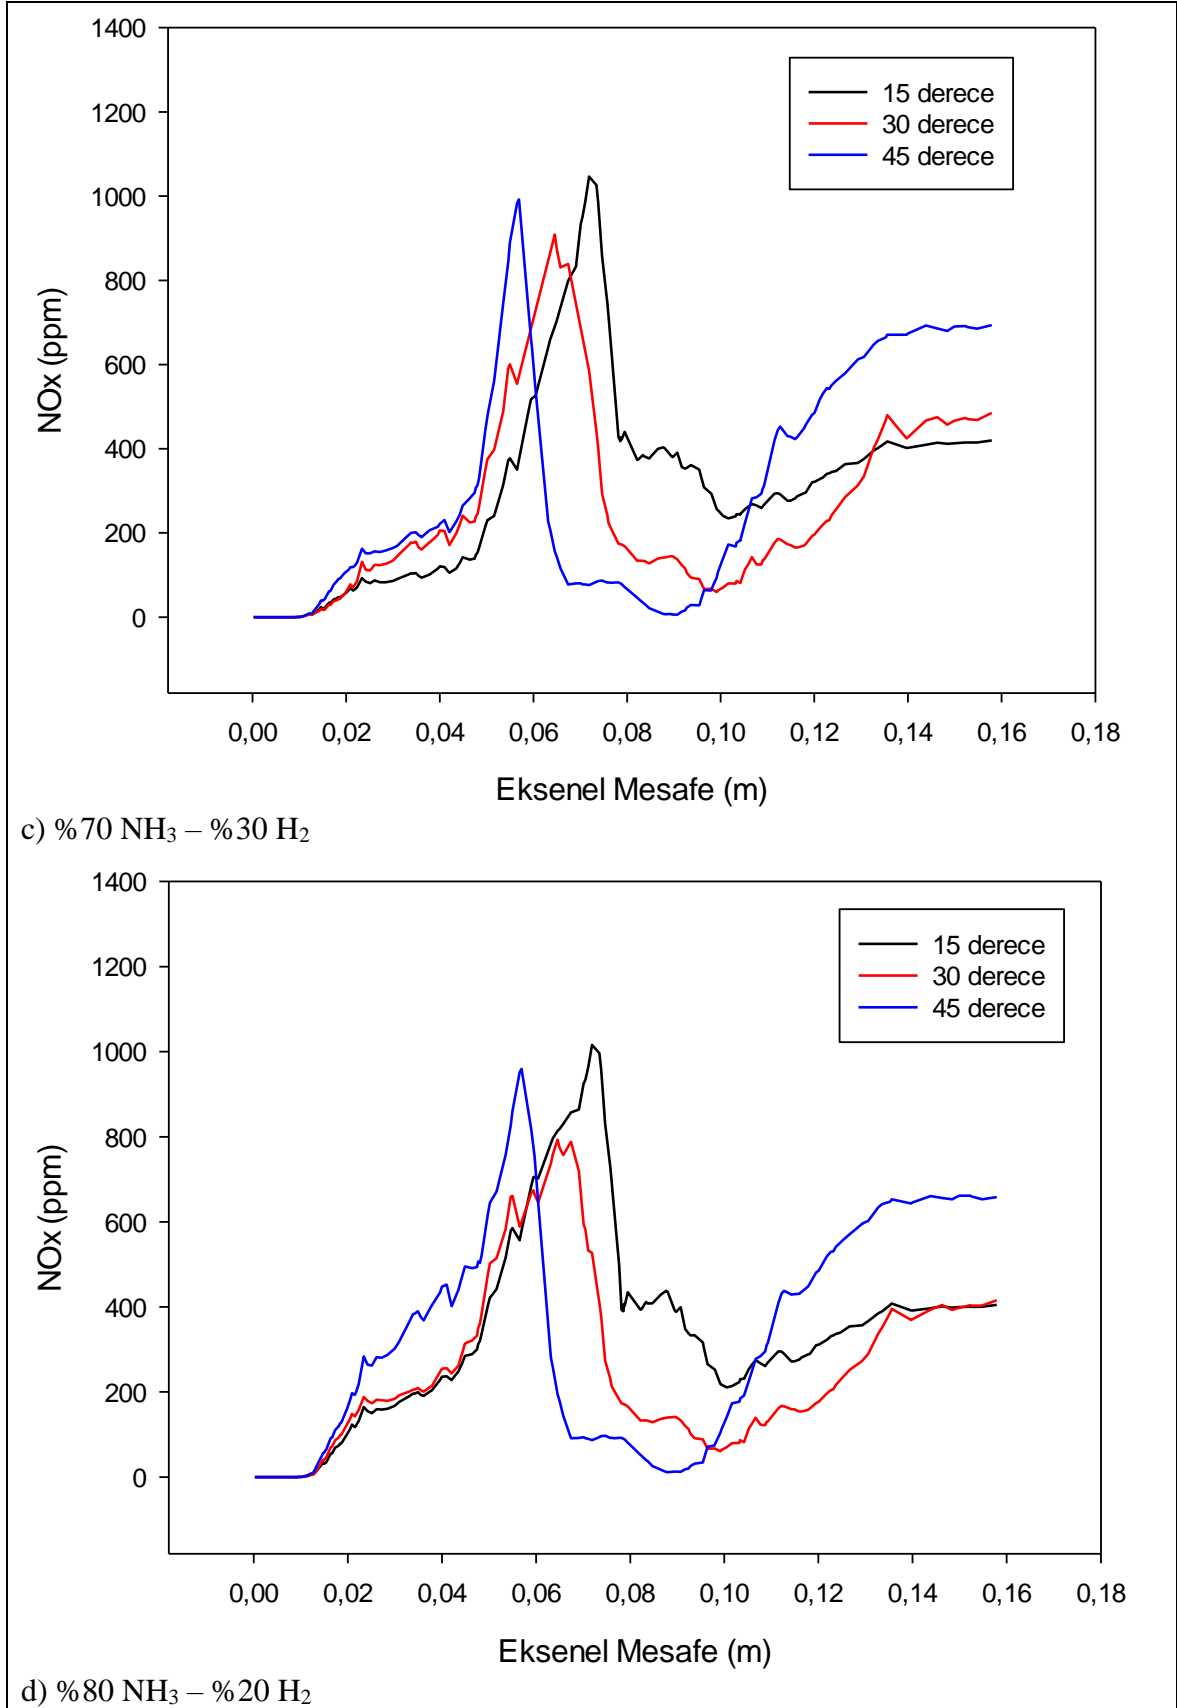 1400
1200
1000
800
600
400
200
0
NOx (ppm)
15 derece
30 derece
45 derece
0,00 0,02 0,04 0,06 0,08 0,10 0,12 0,14 0,16 0,18
Eksenel Mesafe (m)
c) %70 NH₃ – %30 H₂
1400
1200
1000
800
600
400
200
0
NOx (ppm)
15 derece
30 derece
45 derece
0,00 0,02 0,04 0,06 0,08 0,10 0,12 0,14 0,16 0,18
Eksenel Mesafe (m)
d) %80 NH₃ – %20 H₂